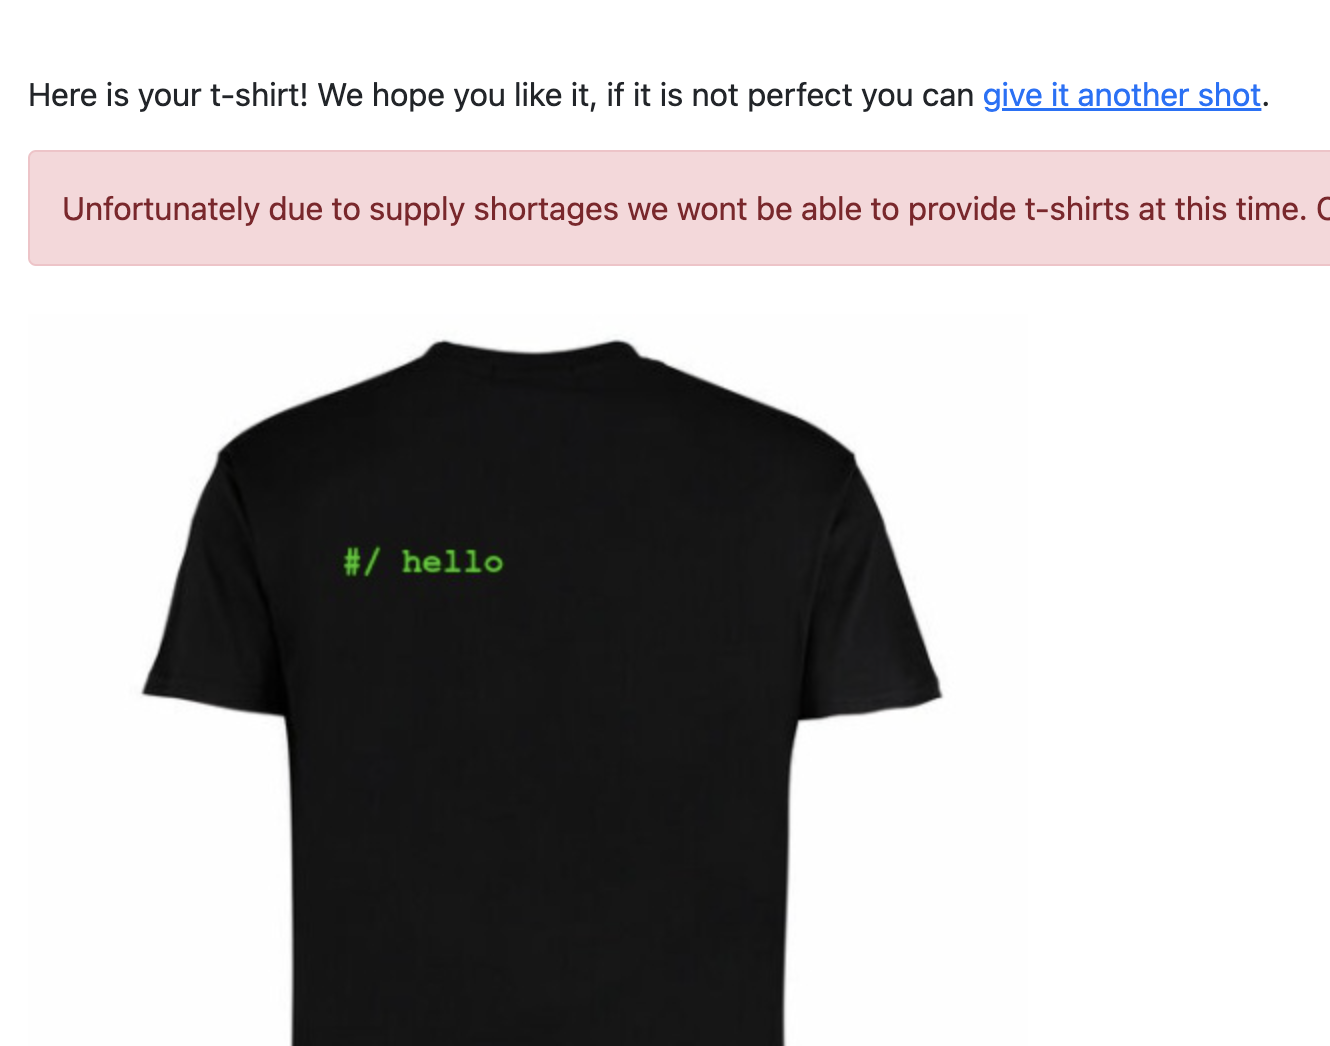 Here is your t-shirt! We hope you like it, if it is not perfect you can give it another shot.
Unfortunately due to supply shortages we wont be able to provide t-shirts at this time.
#/ hello